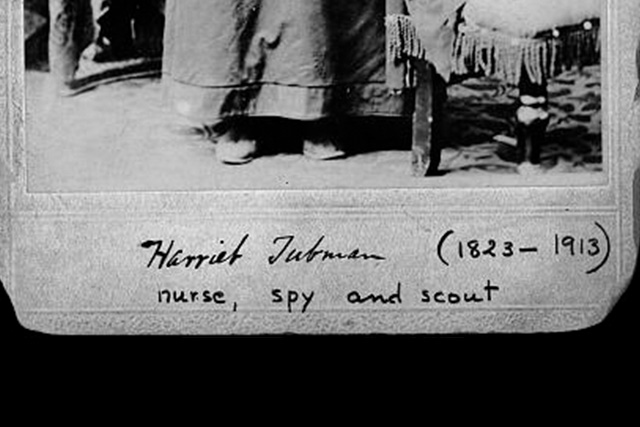 Harriet Tubman (1823-1913)
nurse, spy and scout